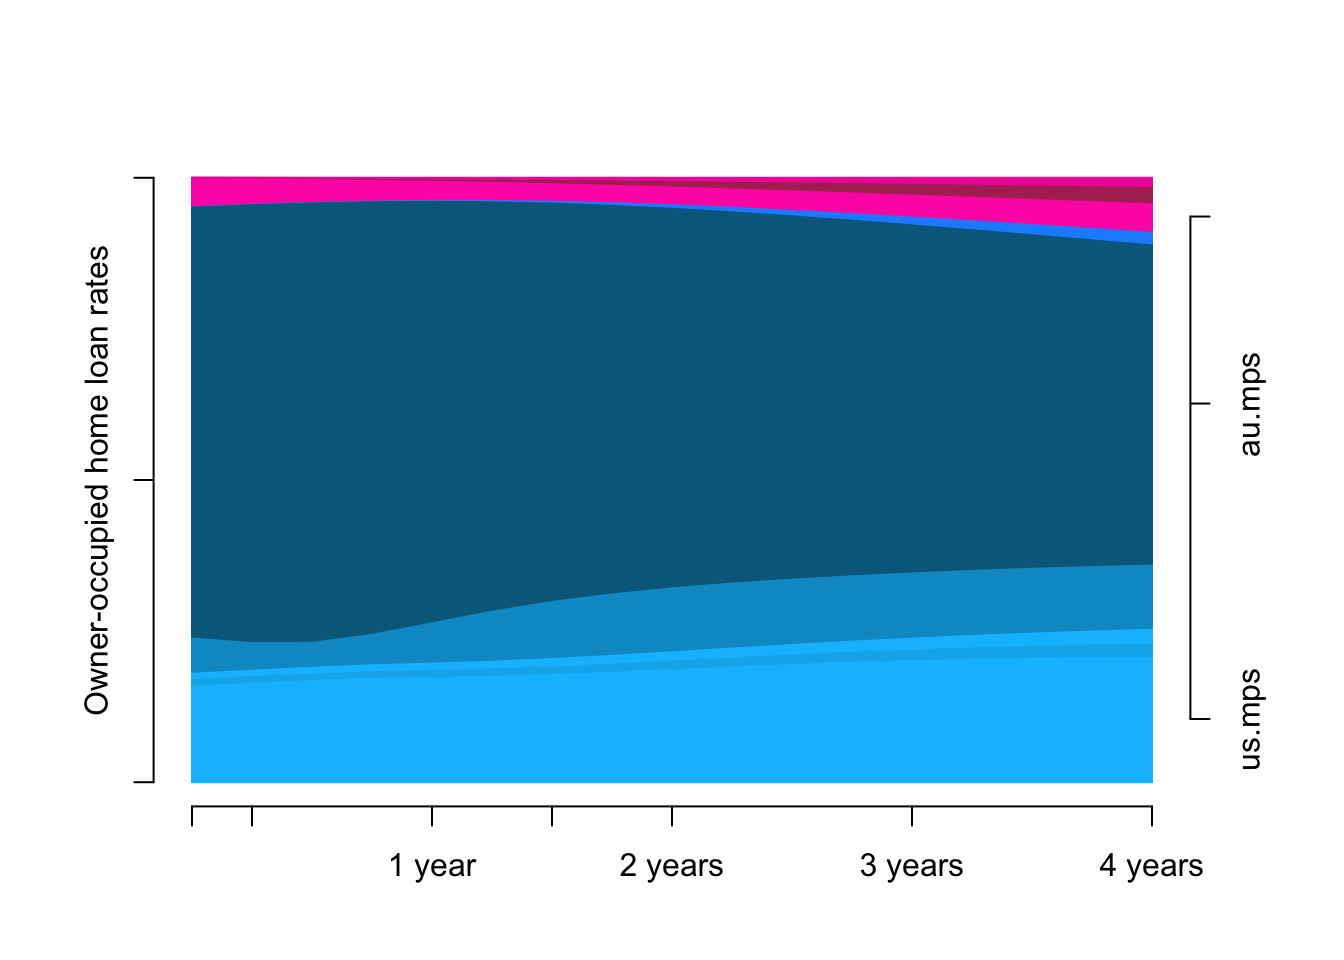 Owner-occupied home loan rates
au.mps
us.mps
1 year
2 years
3 years
4 years